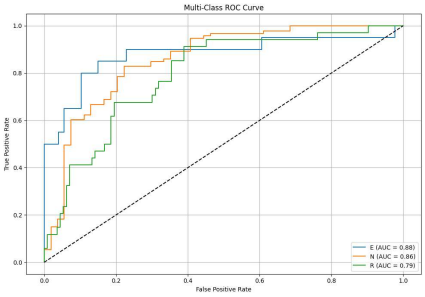 Multi-Class ROC Curve
True Positive Rate
1.0
0.8
0.6
0.4
0.2
0.0
0.0
0.2
0.4
0.6
0.8
1.0
False Positive Rate
E (AUC = 0.88)
N (AUC = 0.86)
R (AUC = 0.79)